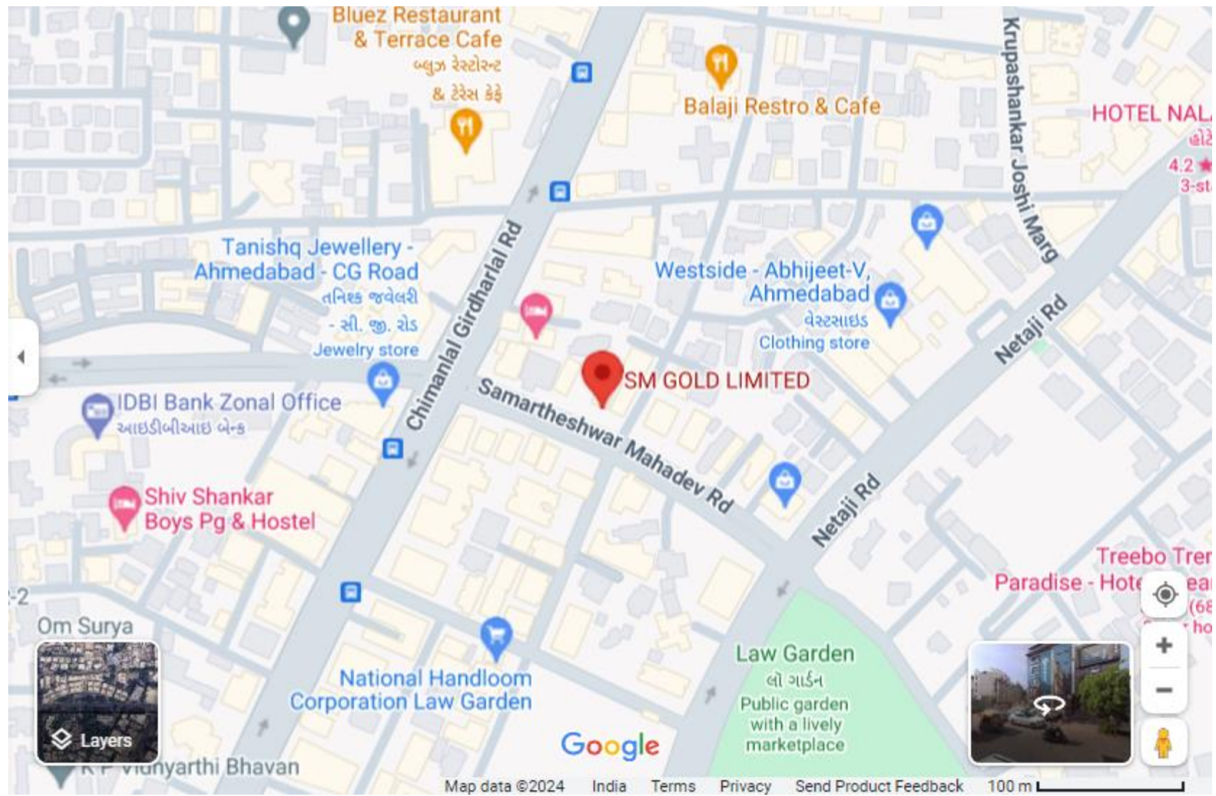 Bluez Restaurant
& Terrace Cafe
બ્લુઝ રેસ્ટોરન્ટ
& ટેરેસ કેફે
Balaji Restro & Cafe
Krupashankar Joshi Marg
HOTEL NAL
4.2 ★
3-st
Tanishq Jewellery -
Ahmedabad - CG Road
તનિશ્ક જ્વેલરી
- સી. જી. રોડ
Jewelry store
Chimanlal Girdharlal Rd
Westside - Abhijeet-V,
Ahmedabad
વેસ્ટસાઇડ
Clothing store
Netaji Rd
SM GOLD LIMITED
Samartheshwar Mahadev Rd
IDBI Bank Zonal Office
આઇડીબીઆઇ બેન્ક
Shiv Shankar
Boys Pg & Hostel
Netaji Rd
Treebo Tre
Paradise - Hote
(68
-2
Om Surya
National Handloom
Corporation Law Garden
Law Garden
લો ગાર્ડન
Public garden
with a lively
marketplace
Layers
K P Vidhyarthi Bhavan
Google
Map data ©2024 India Terms Privacy Send Product Feedback 100 m